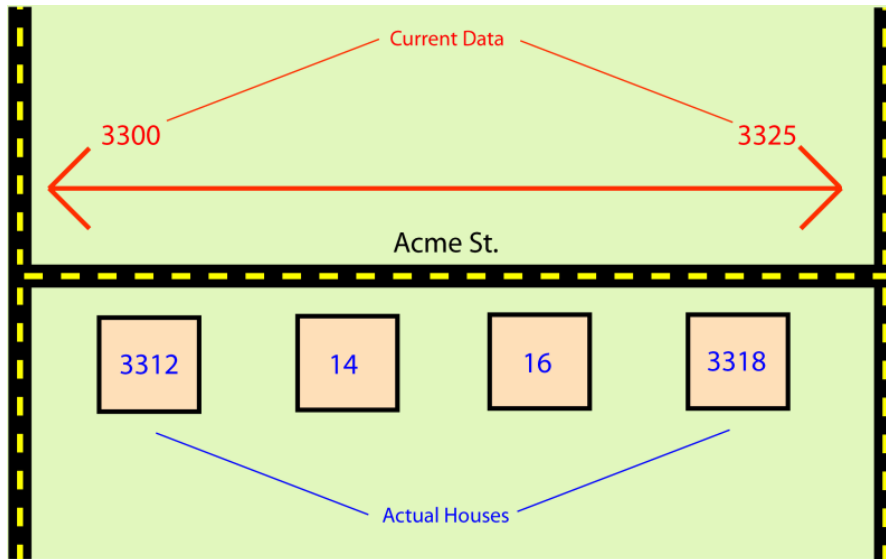 Current Data
3300 3325
Acme St.
3312 14 16 3318
Actual Houses